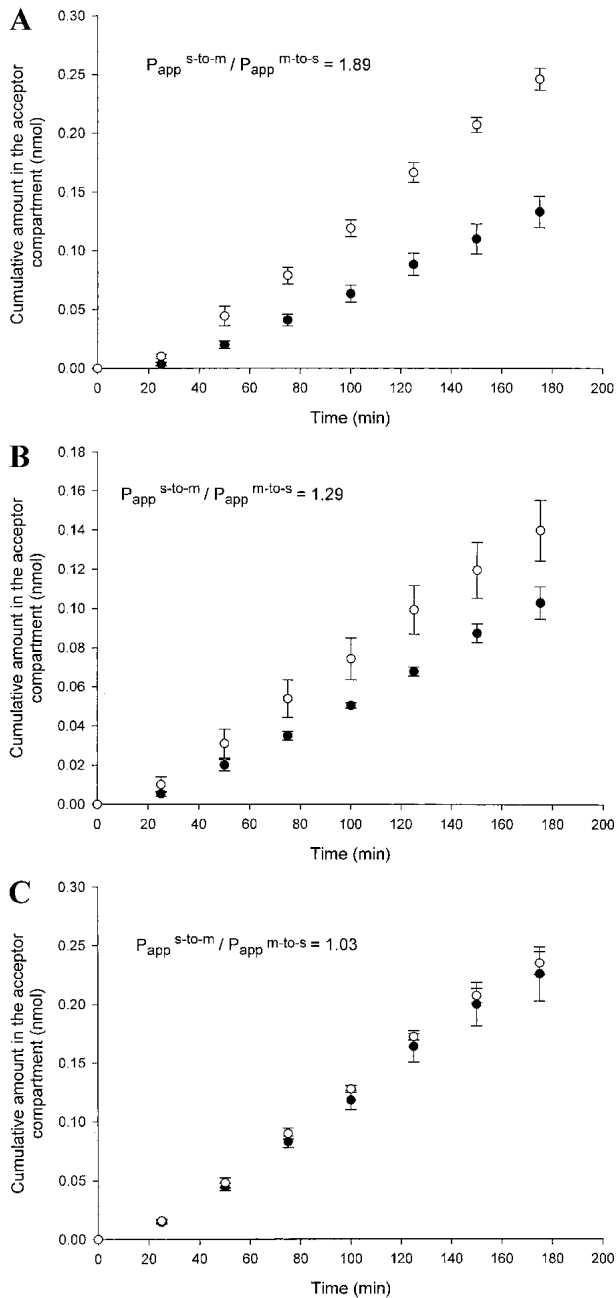 A
P_app^s-to-m / P_app^m-to-s = 1.89
Cumulative amount in the acceptor
compartment (nmol)
0.30
0.25
0.20
0.15
0.10
0.05
0.00
0 20 40 60 80 100 120 140 160 180 200
Time (min)
B
P_app^s-to-m / P_app^m-to-s = 1.29
Cumulative amount in the acceptor
compartment (nmol)
0.18
0.16
0.14
0.12
0.10
0.08
0.06
0.04
0.02
0.00
0 20 40 60 80 100 120 140 160 180 200
Time (min)
C
P_app^s-to-m / P_app^m-to-s = 1.03
Cumulative amount in the acceptor
compartment (nmol)
0.30
0.25
0.20
0.15
0.10
0.05
0.00
0 20 40 60 80 100 120 140 160 180 200
Time (min)